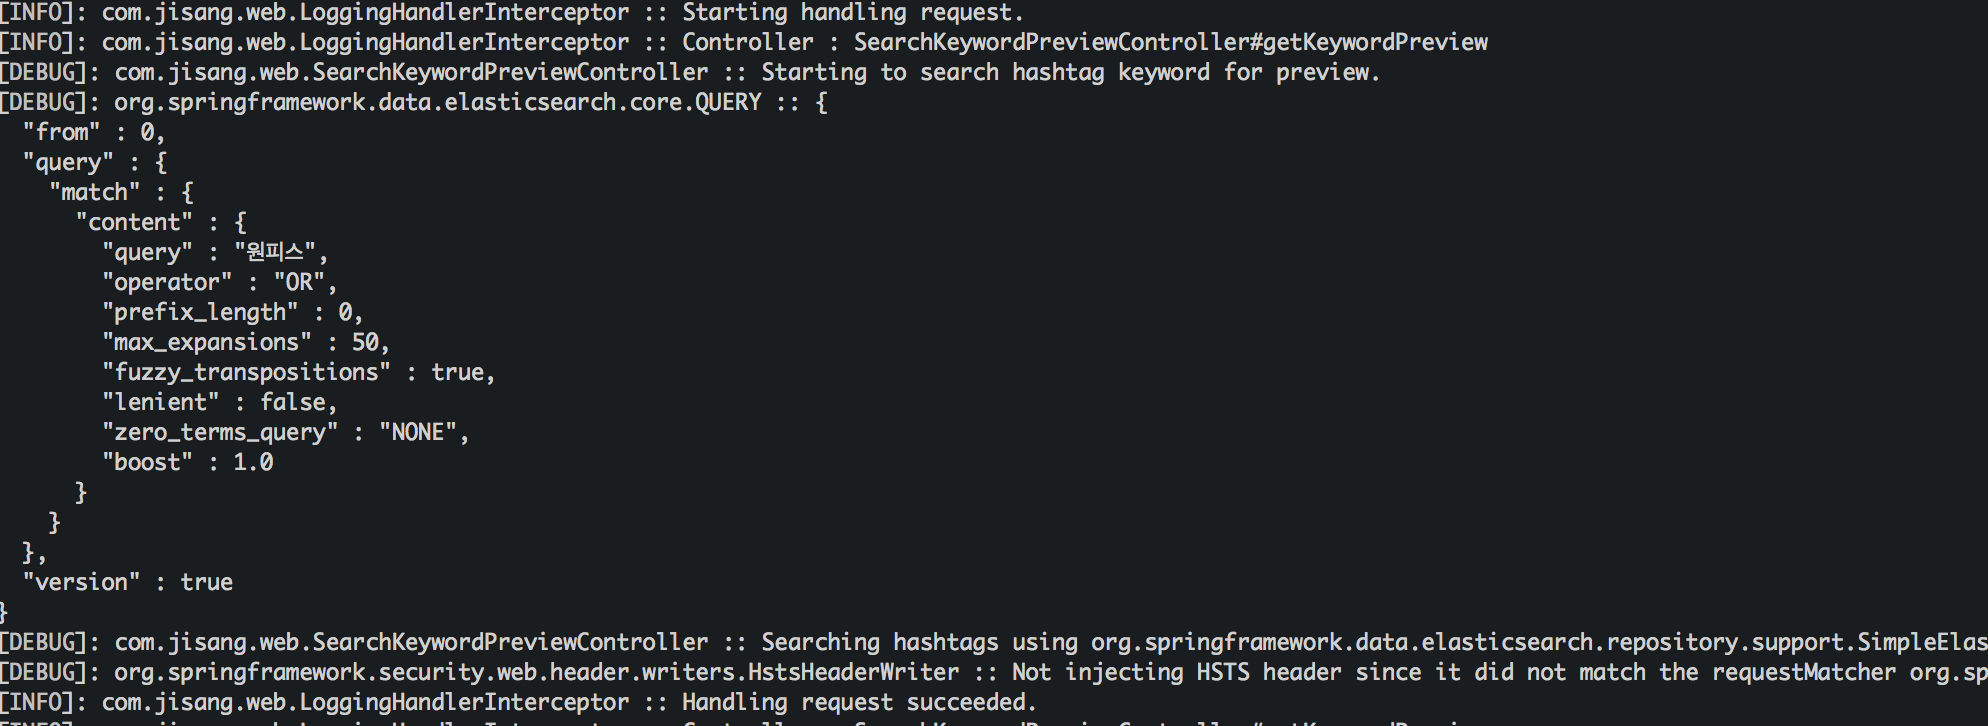 [INFO]: com.jisang.web.LoggingHandlerInterceptor :: Starting handling request.
[INFO]: com.jisang.web.LoggingHandlerInterceptor :: Controller : SearchKeywordPreviewController#getKeywordPreview
[DEBUG]: com.jisang.web.SearchKeywordPreviewController :: Starting to search hashtag keyword for preview.
[DEBUG]: org.springframework.data.elasticsearch.core.QUERY :: {
  "from" : 0,
  "query" : {
    "match" : {
      "content" : {
        "query" : "원피스",
        "operator" : "OR",
        "prefix_length" : 0,
        "max_expansions" : 50,
        "fuzzy_transpositions" : true,
        "lenient" : false,
        "zero_terms_query" : "NONE",
        "boost" : 1.0
      }
    }
  },
  "version" : true
}
[DEBUG]: com.jisang.web.SearchKeywordPreviewController :: Searching hashtags using org.springframework.data.elasticsearch.repository.support.SimpleElas
[DEBUG]: org.springframework.security.web.header.writers.HstsHeaderWriter :: Not injecting HSTS header since it did not match the requestMatcher org.sp
[INFO]: com.jisang.web.LoggingHandlerInterceptor :: Handling request succeeded.